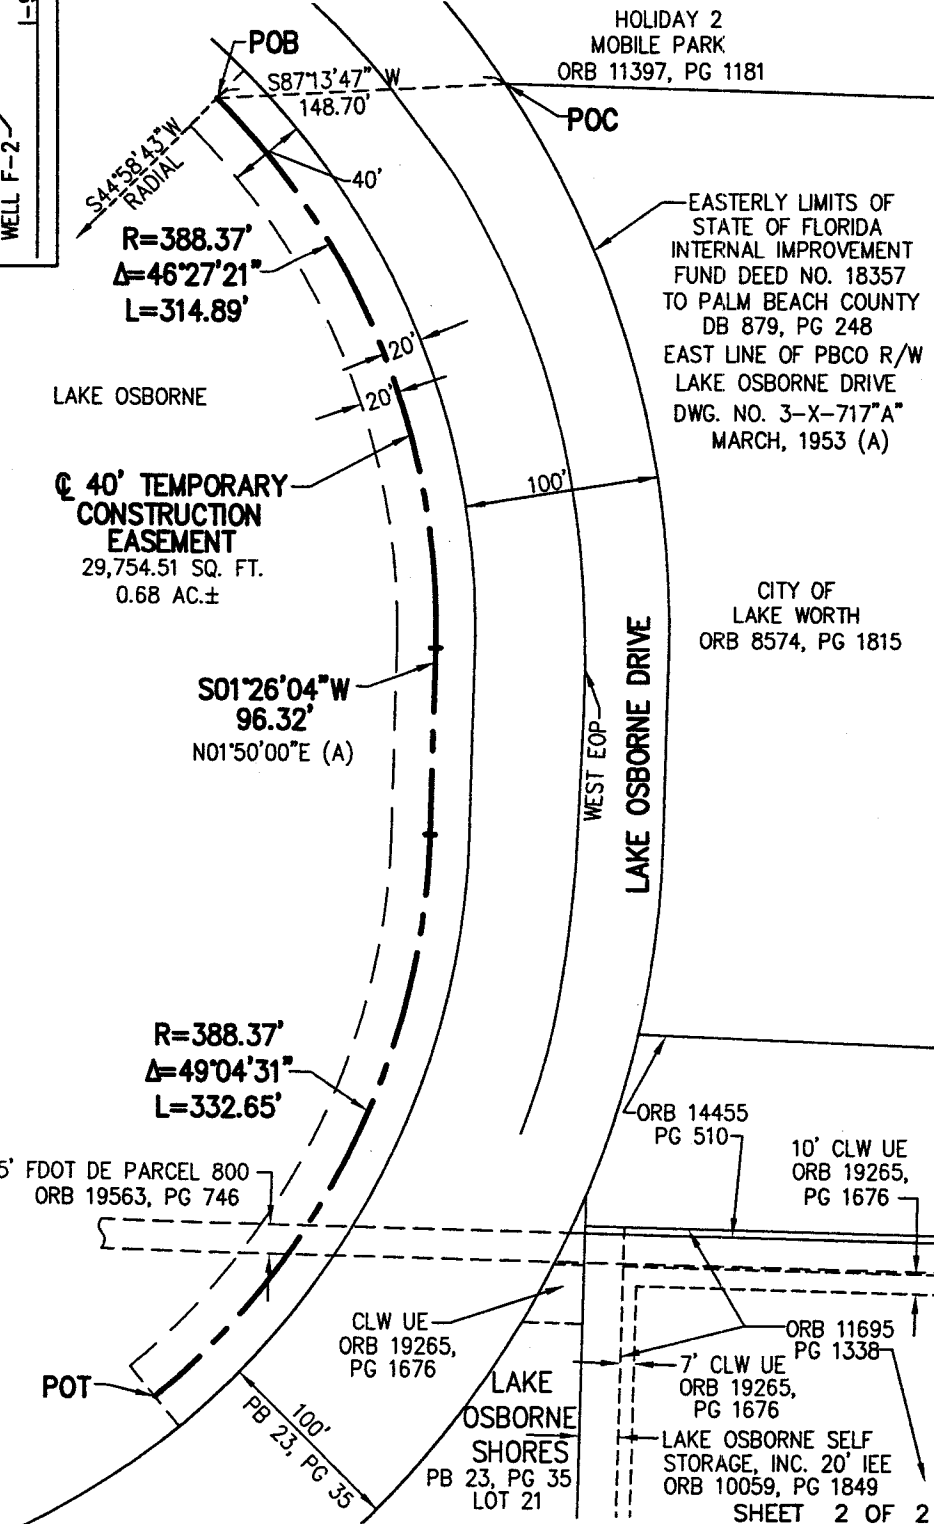 WELL F-2
HOLIDAY 2
MOBILE PARK
ORB 11397, PG 1181
POB
S87°13'47" W
148.70'
POC
S44°58'43"W
RADIAL
40'
R=388.37'
Δ=46°27'21"
L=314.89'
EASTERLY LIMITS OF
STATE OF FLORIDA
INTERNAL IMPROVEMENT
FUND DEED NO. 18357
TO PALM BEACH COUNTY
DB 879, PG 248
EAST LINE OF PBCO R/W
LAKE OSBORNE DRIVE
DWG. NO. 3-X-717"A"
MARCH, 1953 (A)
20'
20'
LAKE OSBORNE
℄ 40' TEMPORARY
CONSTRUCTION
EASEMENT
29,754.51 SQ. FT.
0.68 AC.±
100'
CITY OF
LAKE WORTH
ORB 8574, PG 1815
S01°26'04"W
96.32'
N01°50'00"E (A)
WEST EOP
LAKE OSBORNE DRIVE
R=388.37'
Δ=49°04'31"
L=332.65'
ORB 14455
PG 510
10' CLW UE
ORB 19265,
PG 1676
5' FDOT DE PARCEL 800
ORB 19563, PG 746
CLW UE
ORB 19265,
PG 1676
ORB 11695
PG 1338
7' CLW UE
ORB 19265,
PG 1676
POT
100'
PB 23, PG 35
LAKE
OSBORNE
SHORES
PB 23, PG 35
LOT 21
LAKE OSBORNE SELF
STORAGE, INC. 20' IEE
ORB 10059, PG 1849
SHEET 2 OF 2